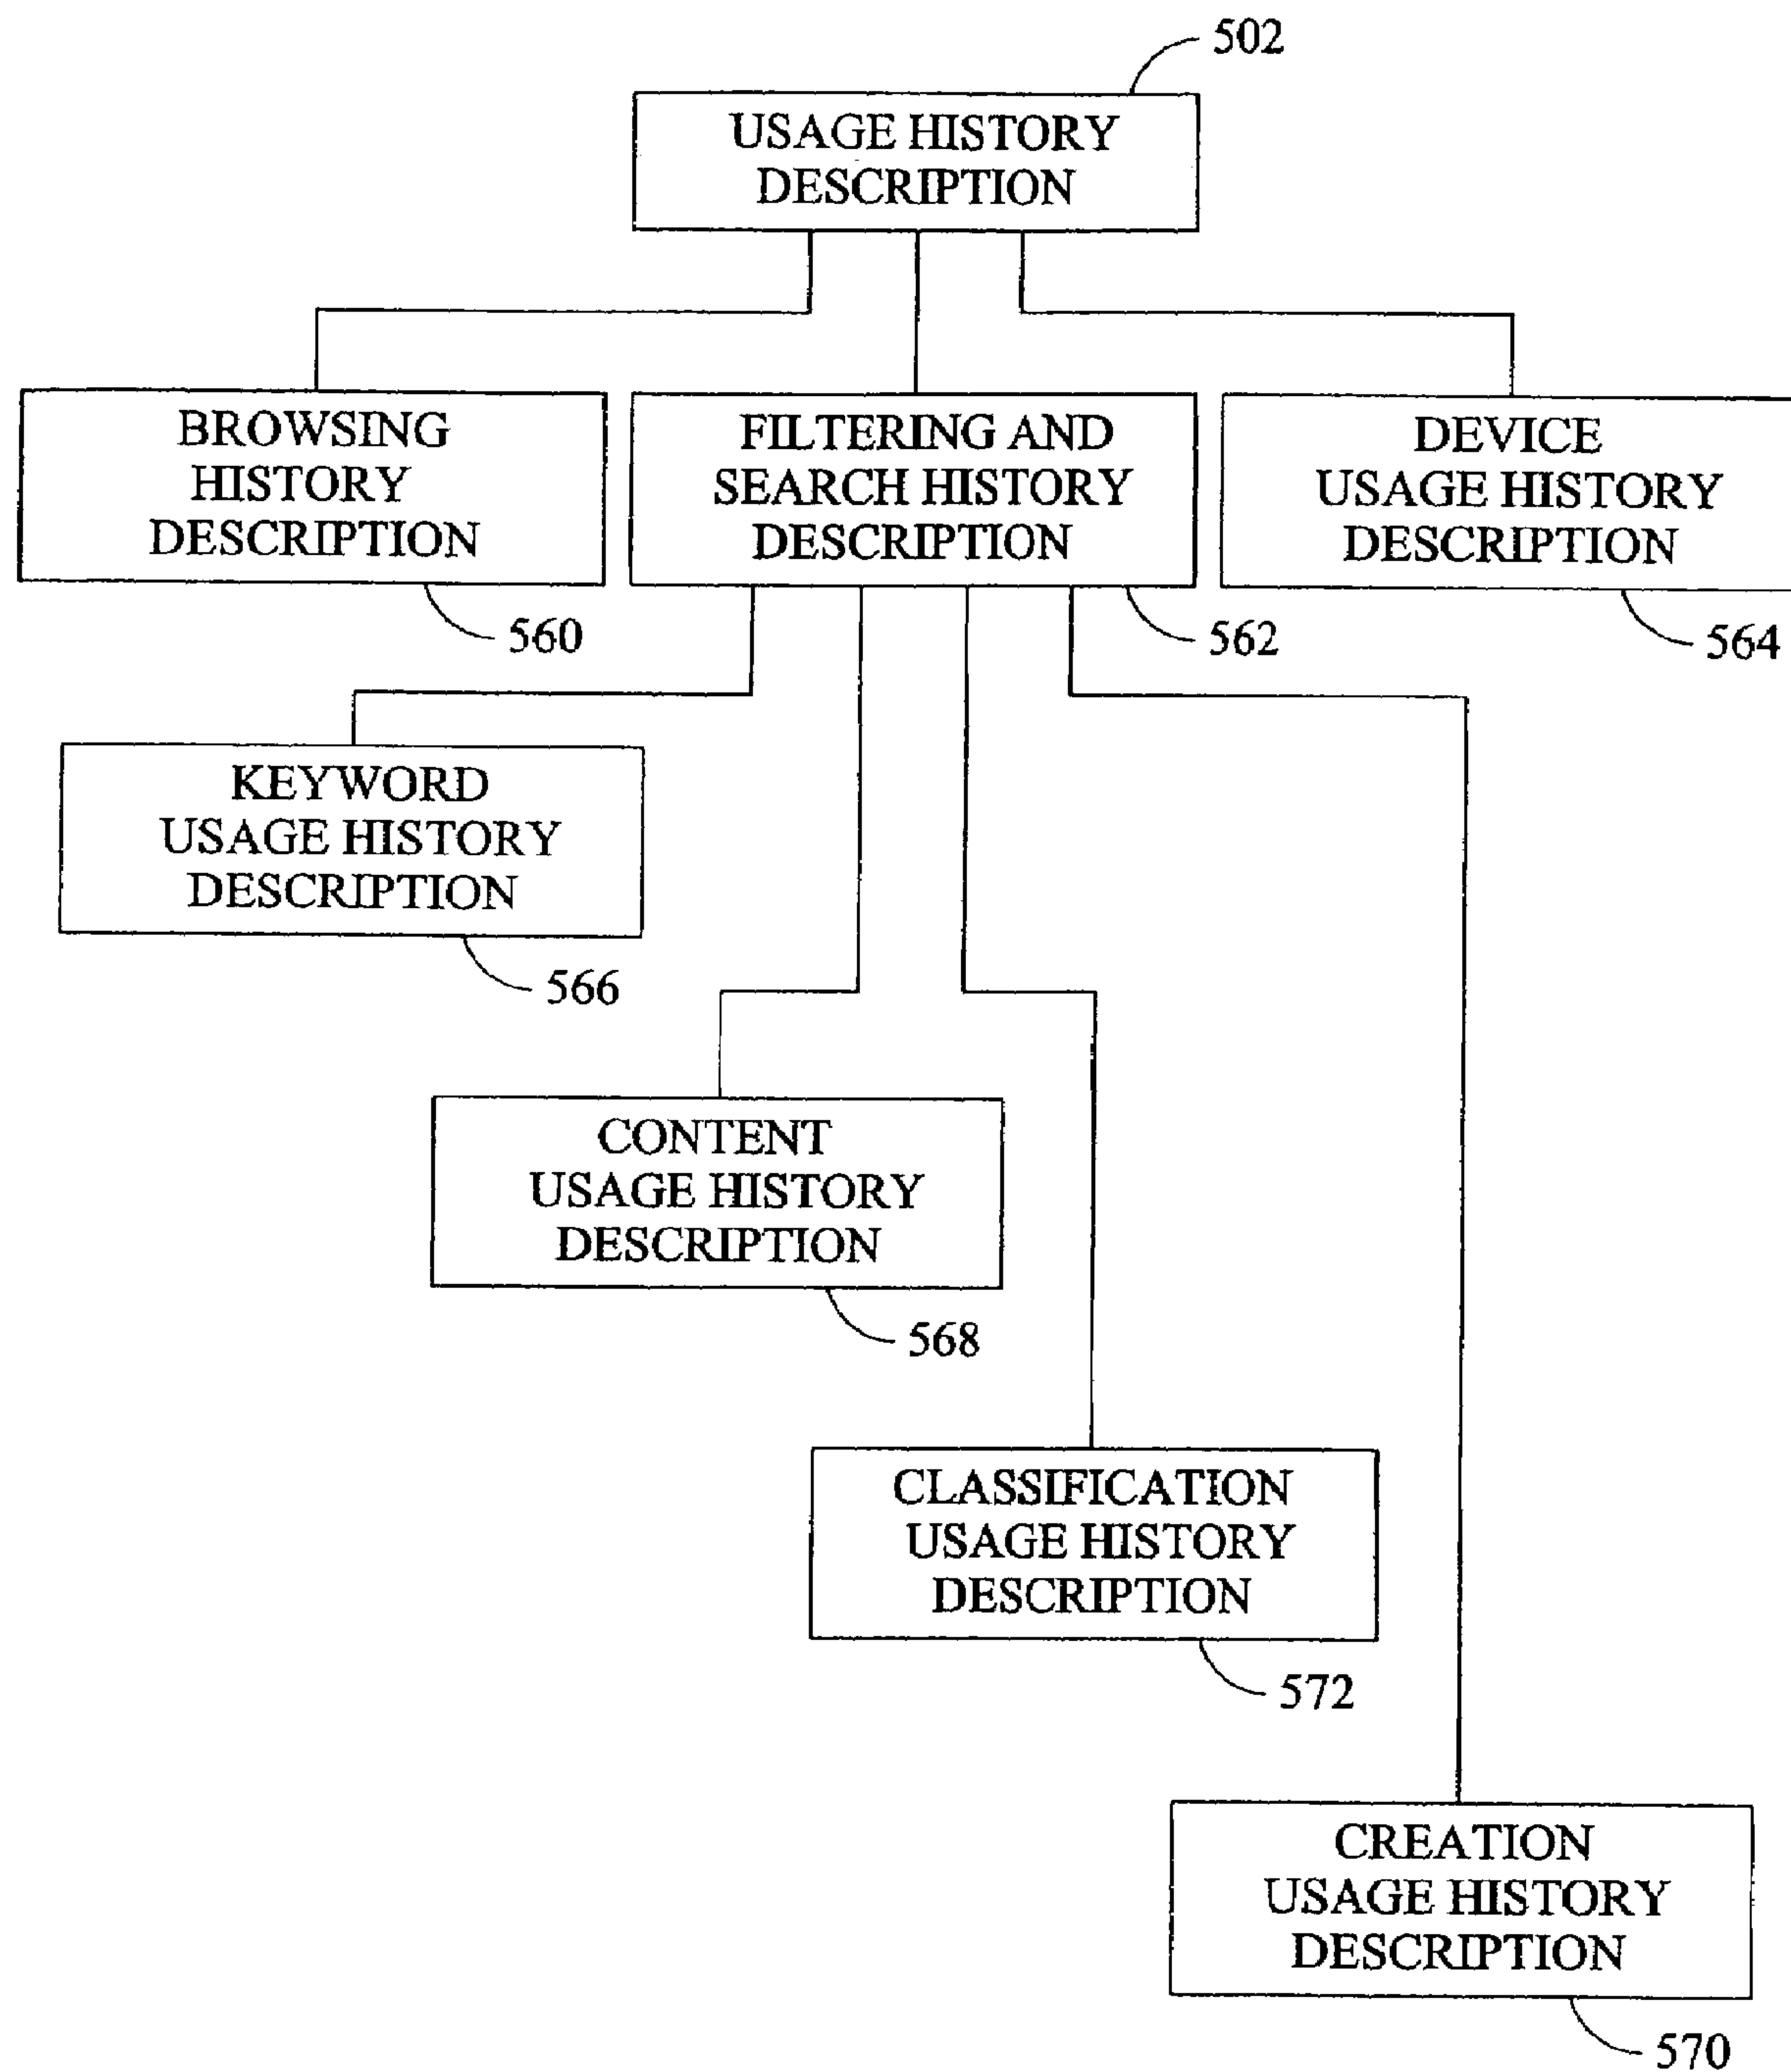 502
USAGE HISTORY
DESCRIPTION
BROWSING
HISTORY
DESCRIPTION
560
FILTERING AND
SEARCH HISTORY
DESCRIPTION
562
DEVICE
USAGE HISTORY
DESCRIPTION
564
KEYWORD
USAGE HISTORY
DESCRIPTION
566
CONTENT
USAGE HISTORY
DESCRIPTION
568
CLASSIFICATION
USAGE HISTORY
DESCRIPTION
572
CREATION
USAGE HISTORY
DESCRIPTION
570